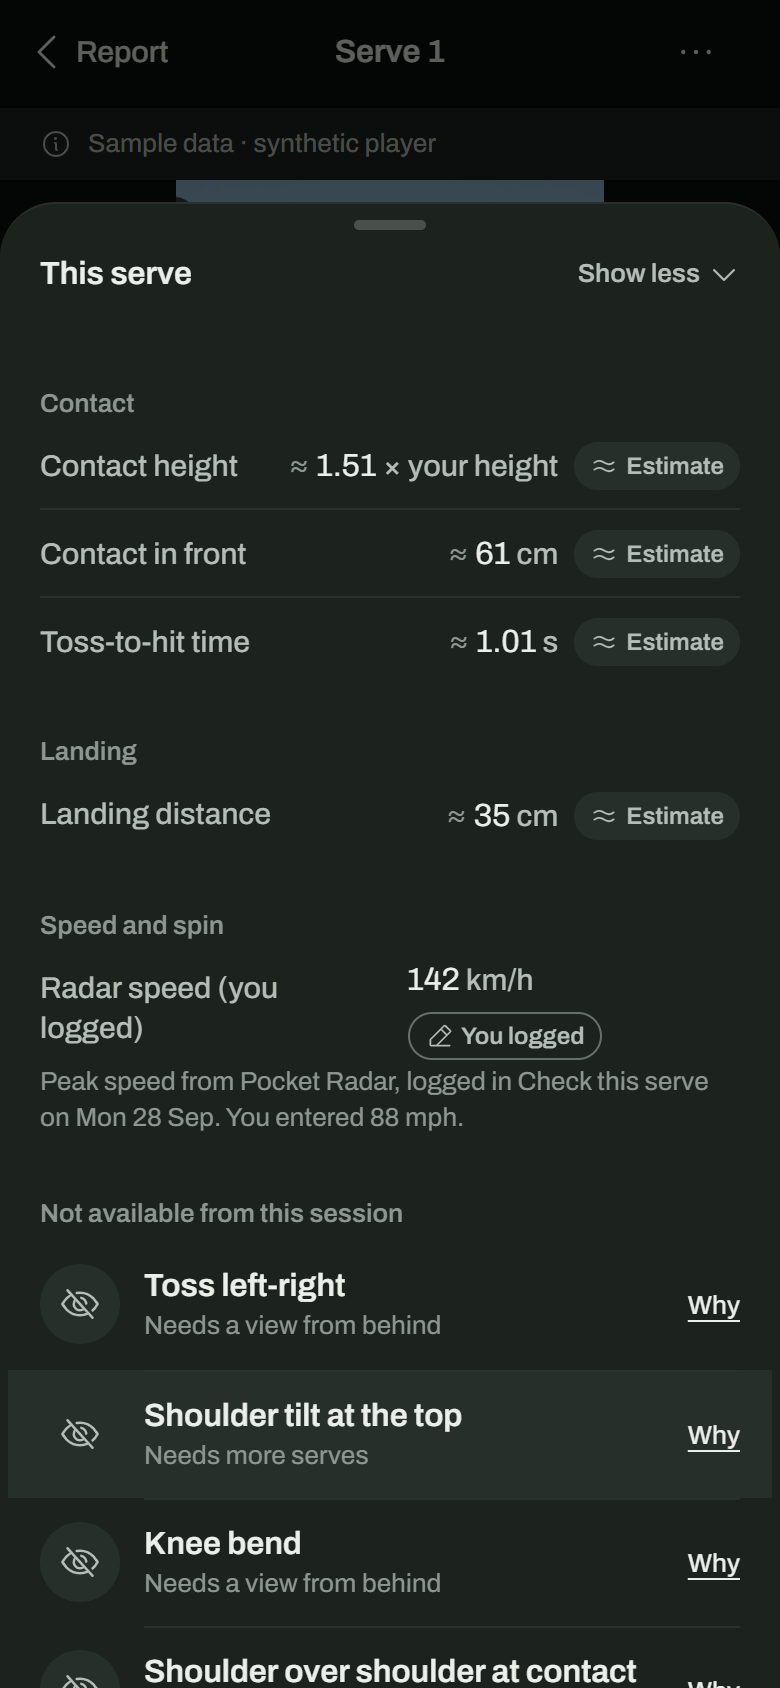 Report
Serve 1
...
Sample data · synthetic player
This serve
Show less
Contact
Contact height ≈ 1.51 × your height Estimate
Contact in front ≈ 61 cm Estimate
Toss-to-hit time ≈ 1.01 s Estimate
Landing
Landing distance ≈ 35 cm Estimate
Speed and spin
Radar speed (you
logged)
142 km/h
You logged
Peak speed from Pocket Radar, logged in Check this serve
on Mon 28 Sep. You entered 88 mph.
Not available from this session
Toss left-right
Needs a view from behind
Why
Shoulder tilt at the top
Needs more serves
Why
Knee bend
Needs a view from behind
Why
Shoulder over shoulder at contact
Why